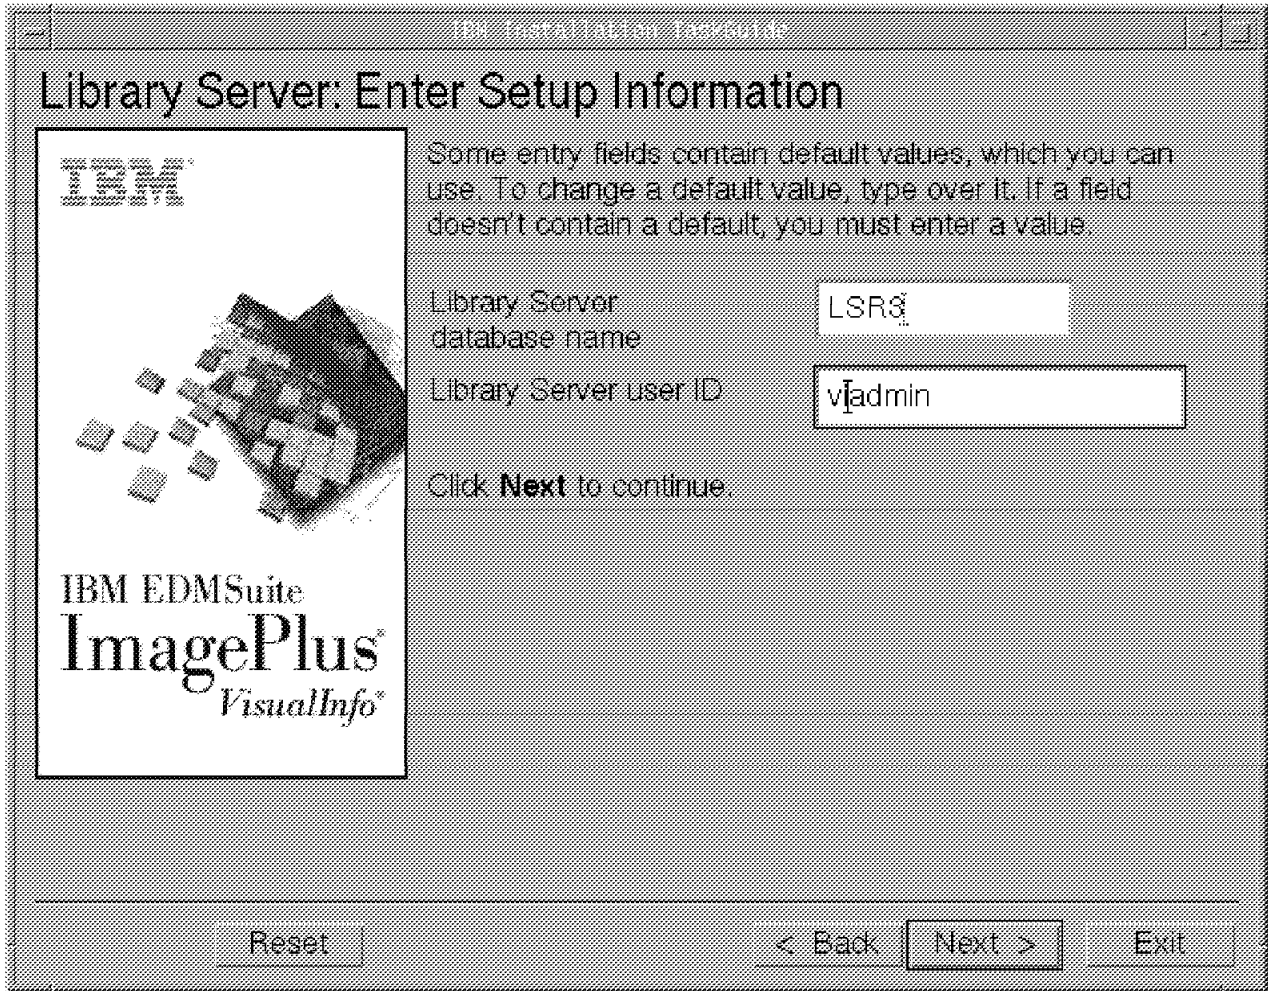 IBM Installation TaskGuide
Library Server: Enter Setup Information
IBM
Some entry fields contain default values, which you can
use. To change a default value, type over it. If a field
doesn't contain a default, you must enter a value.
Library Server
database name
LSR3
Library Server user ID
viadmin
Click Next to continue.
IBM EDMSuite
ImagePlus®
VisualInfo®
Reset
< Back
Next >
Exit